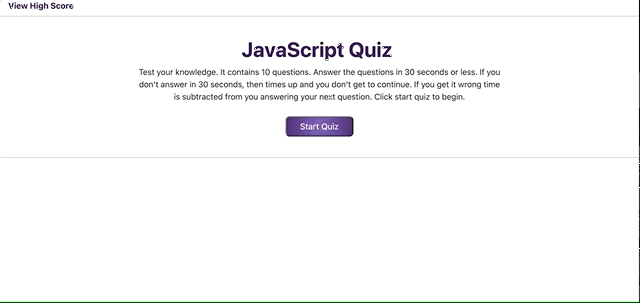 View High Score
JavaScript Quiz
Test your knowledge. It contains 10 questions. Answer the questions in 30 seconds or less. If you
don't answer in 30 seconds, then times up and you don't get to continue. If you get it wrong time
is subtracted from you answering your next question. Click start quiz to begin.
Start Quiz